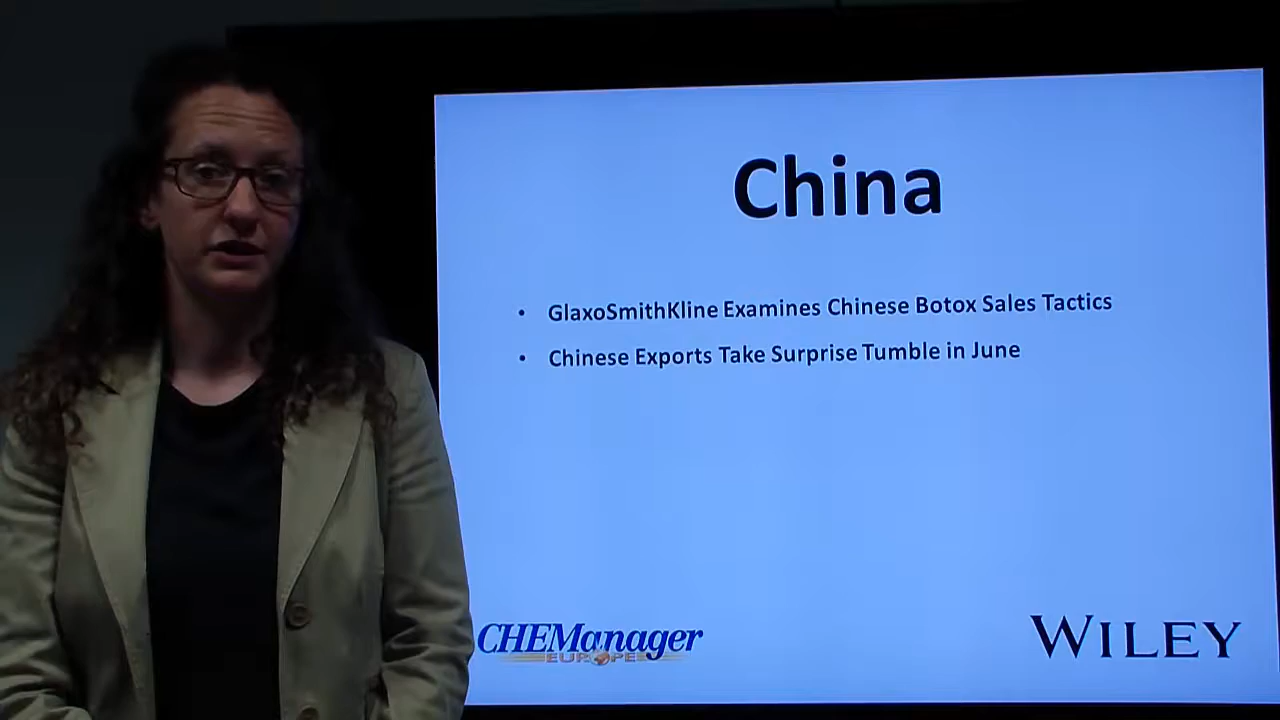 China
• GlaxoSmithKline Examines Chinese Botox Sales Tactics
• Chinese Exports Take Surprise Tumble in June
CHEManager
EUROPE
WILEY